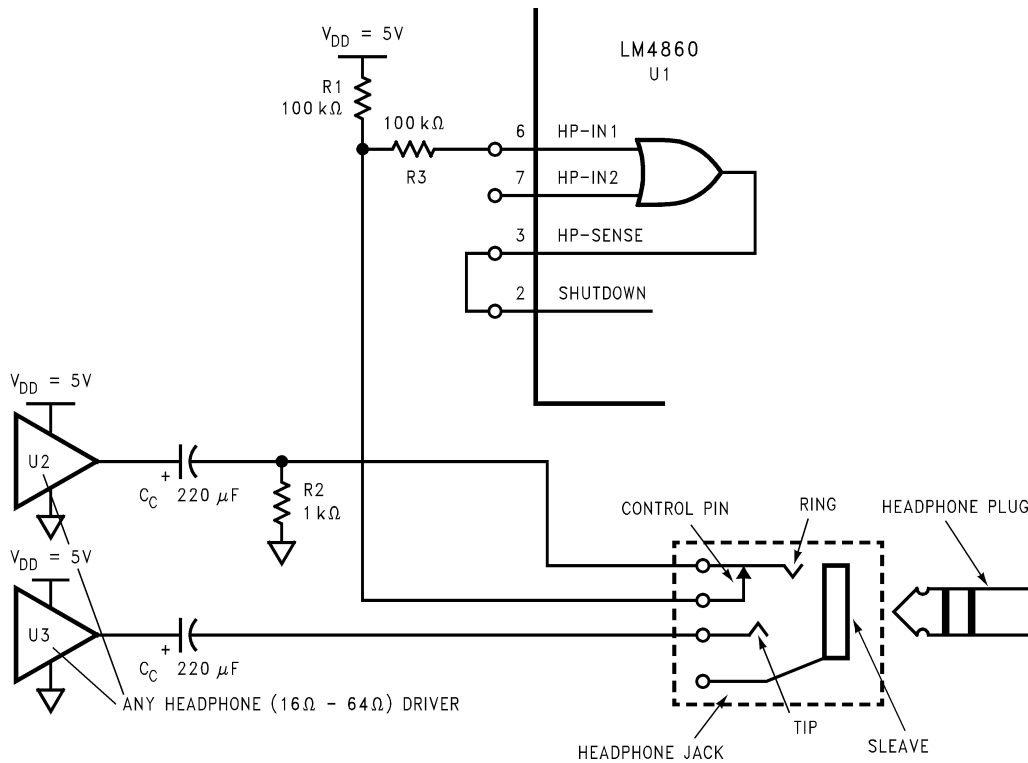 V_DD = 5V
LM4860
U1
R1
100 kΩ
100 kΩ
R3
6 HP-IN1
7 HP-IN2
3 HP-SENSE
2 SHUTDOWN
V_DD = 5V
U2
+
C_C 220 μF
R2
1 kΩ
V_DD = 5V
U3
+
C_C 220 μF
ANY HEADPHONE (16Ω - 64Ω) DRIVER
CONTROL PIN
RING
HEADPHONE PLUG
TIP
SLEAVE
HEADPHONE JACK